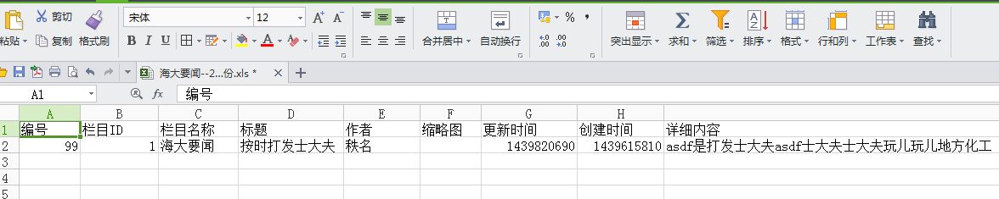 剪切 宋体 12 A+ A- % ,
粘贴 复制 格式刷 B I U A 合并居中 自动换行 +.0 .00 .00 →.0 突出显示 求和 筛选 排序 格式 行和列 工作表 查找
海大要闻--2...份.xls *
A1 fx 编号
A B C D E F G H I
1 编号 栏目ID 栏目名称 标题 作者 缩略图 更新时间 创建时间 详细内容
2 99 1 海大要闻 按时打发士大夫 秩名 1439820690 1439615810 asdf是打发士大夫asdf士大夫士大夫玩儿玩儿地方化工
3
4
5